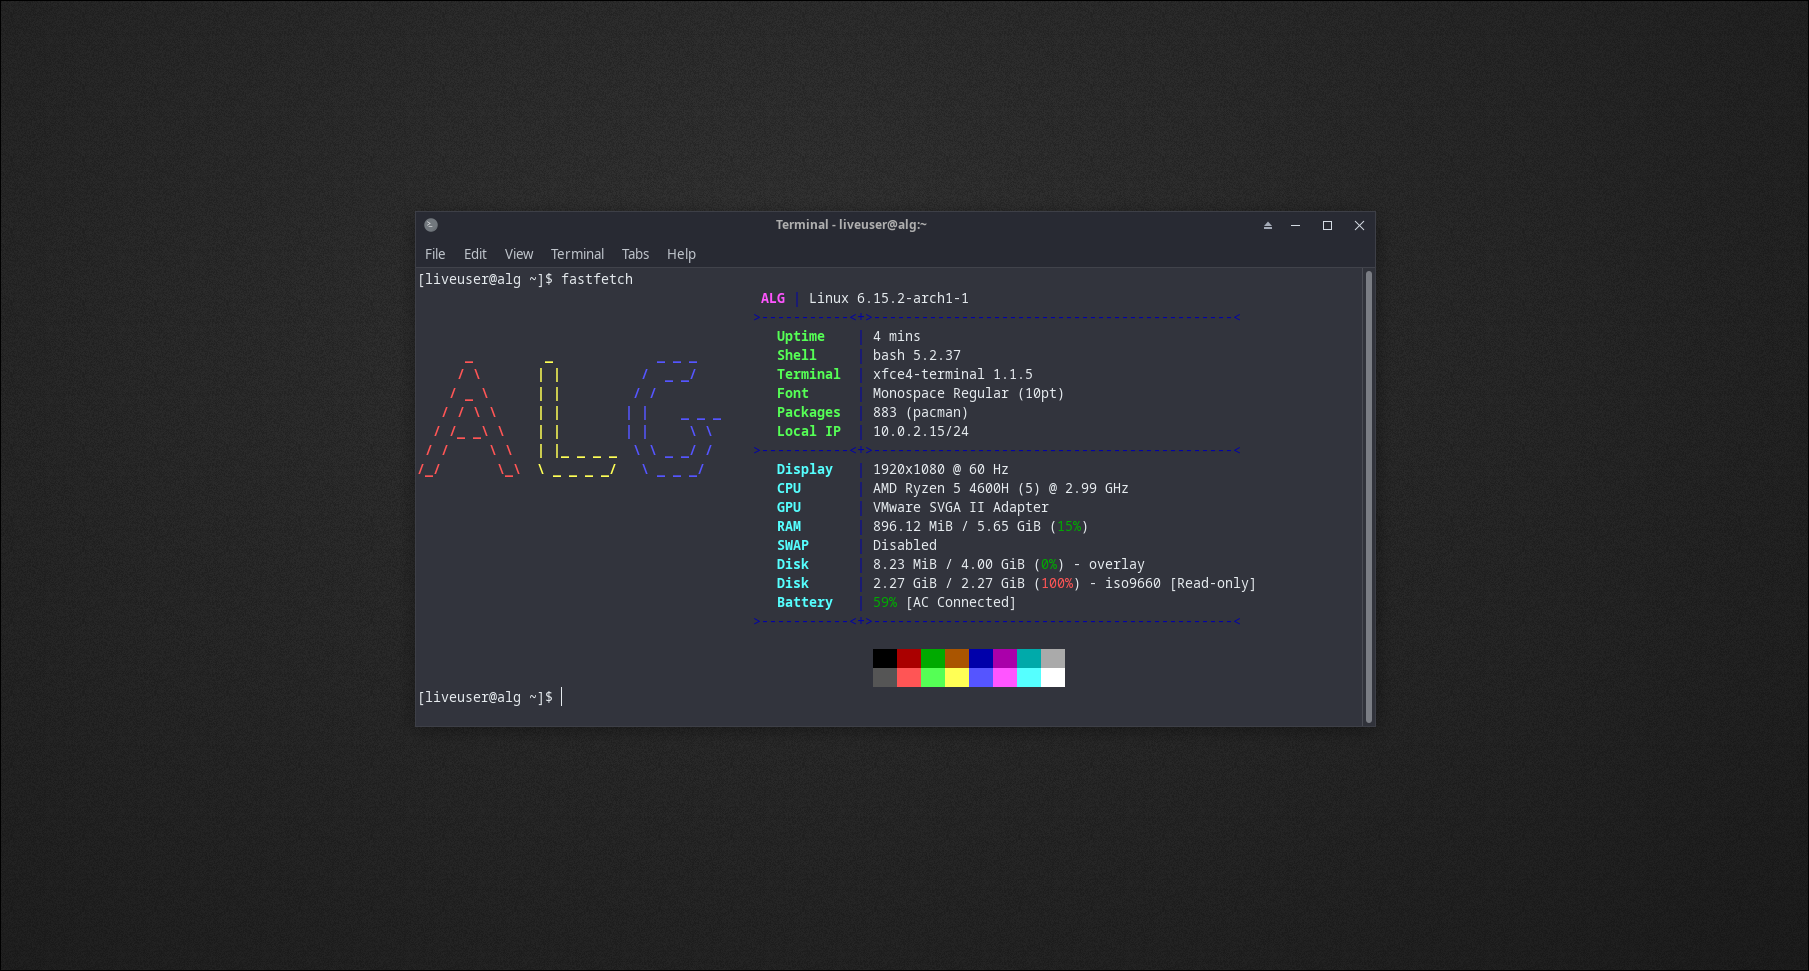 Terminal - liveuser@alg:~
File Edit View Terminal Tabs Help
[liveuser@alg ~]$ fastfetch
ALG | Linux 6.15.2-arch1-1
>-----------<+>---------------------------------------------<
Uptime | 4 mins
Shell | bash 5.2.37
Terminal | xfce4-terminal 1.1.5
Font | Monospace Regular (10pt)
Packages | 883 (pacman)
Local IP | 10.0.2.15/24
>-----------<+>---------------------------------------------<
Display | 1920x1080 @ 60 Hz
CPU | AMD Ryzen 5 4600H (5) @ 2.99 GHz
GPU | VMware SVGA II Adapter
RAM | 896.12 MiB / 5.65 GiB (15%)
SWAP | Disabled
Disk | 8.23 MiB / 4.00 GiB (0%) - overlay
Disk | 2.27 GiB / 2.27 GiB (100%) - iso9660 [Read-only]
Battery | 59% [AC Connected]
>-----------<+>---------------------------------------------<
[liveuser@alg ~]$